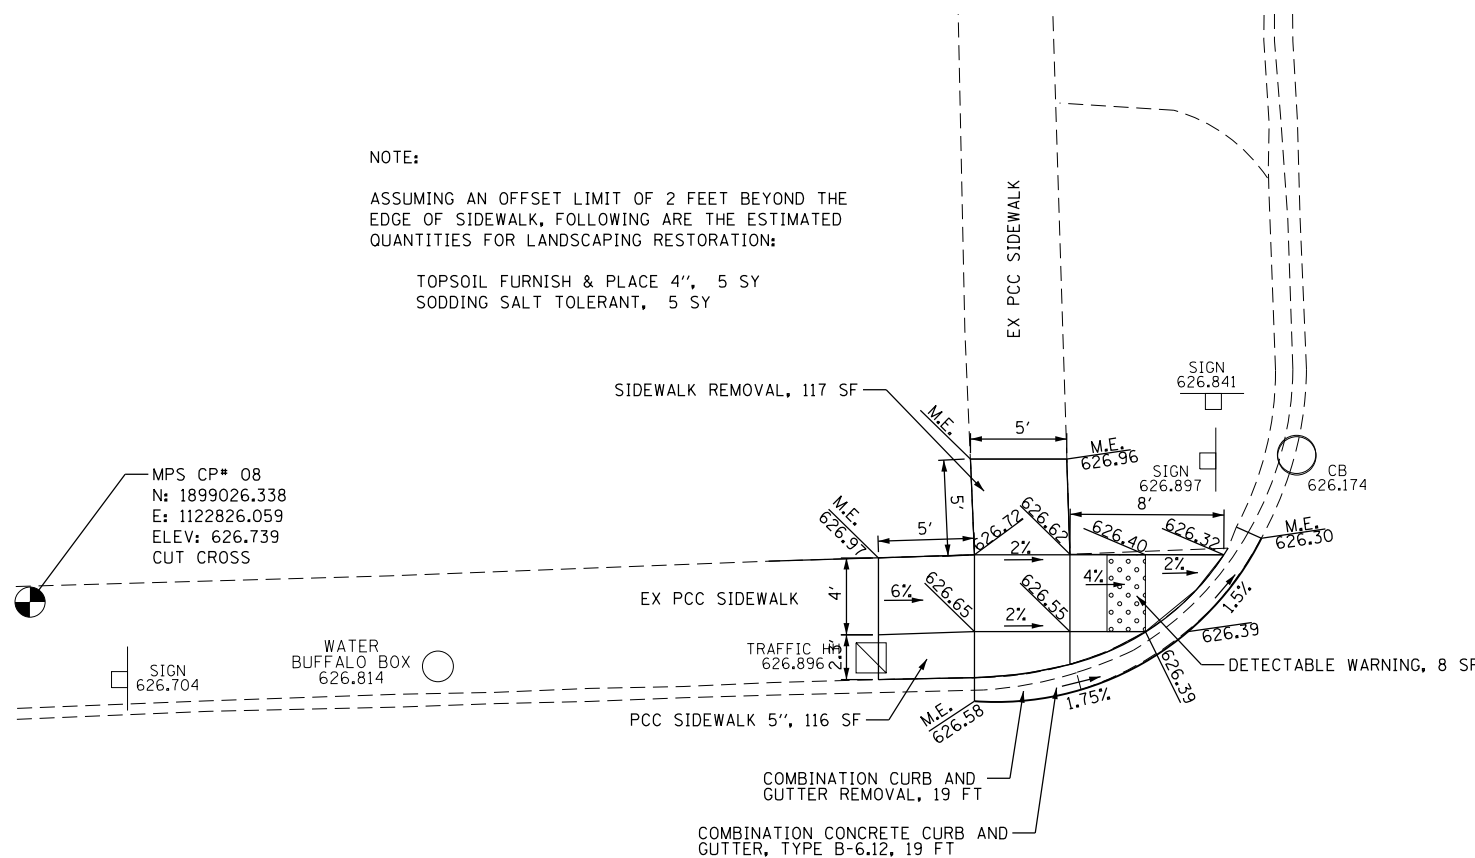 NOTE:
ASSUMING AN OFFSET LIMIT OF 2 FEET BEYOND THE
EDGE OF SIDEWALK, FOLLOWING ARE THE ESTIMATED
QUANTITIES FOR LANDSCAPING RESTORATION:
TOPSOIL FURNISH & PLACE 4", 5 SY
SODDING SALT TOLERANT, 5 SY
EX PCC SIDEWALK
SIGN
626.841
SIDEWALK REMOVAL, 117 SF
M.E.
5'
M.E.
626.96
SIGN
626.897
CB
626.174
MPS CP# 08
N: 1899026.338
E: 1122826.059
ELEV: 626.739
CUT CROSS
M.E.
626.97
5'
5'
626.72
626.62
8'
626.40
626.32
M.E.
626.30
2%
2%
4%
6%
626.65
626.55
2%
1.5%
EX PCC SIDEWALK
4'
626.39
WATER
BUFFALO BOX
626.814
SIGN
626.704
TRAFFIC
626.896
626.39
DETECTABLE WARNING, 8 SF
1.75%
M.E.
626.58
PCC SIDEWALK 5", 116 SF
COMBINATION CURB AND
GUTTER REMOVAL, 19 FT
COMBINATION CONCRETE CURB AND
GUTTER, TYPE B-6.12, 19 FT